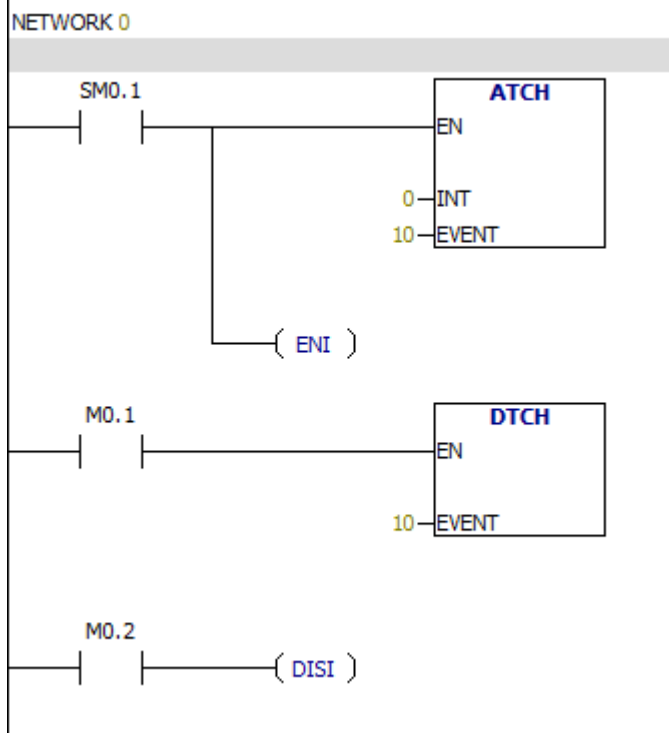 NETWORK 0
SM0.1
ATCH
EN
0 INT
10 EVENT
( ENI )
M0.1
DTCH
EN
10 EVENT
M0.2
( DISI )